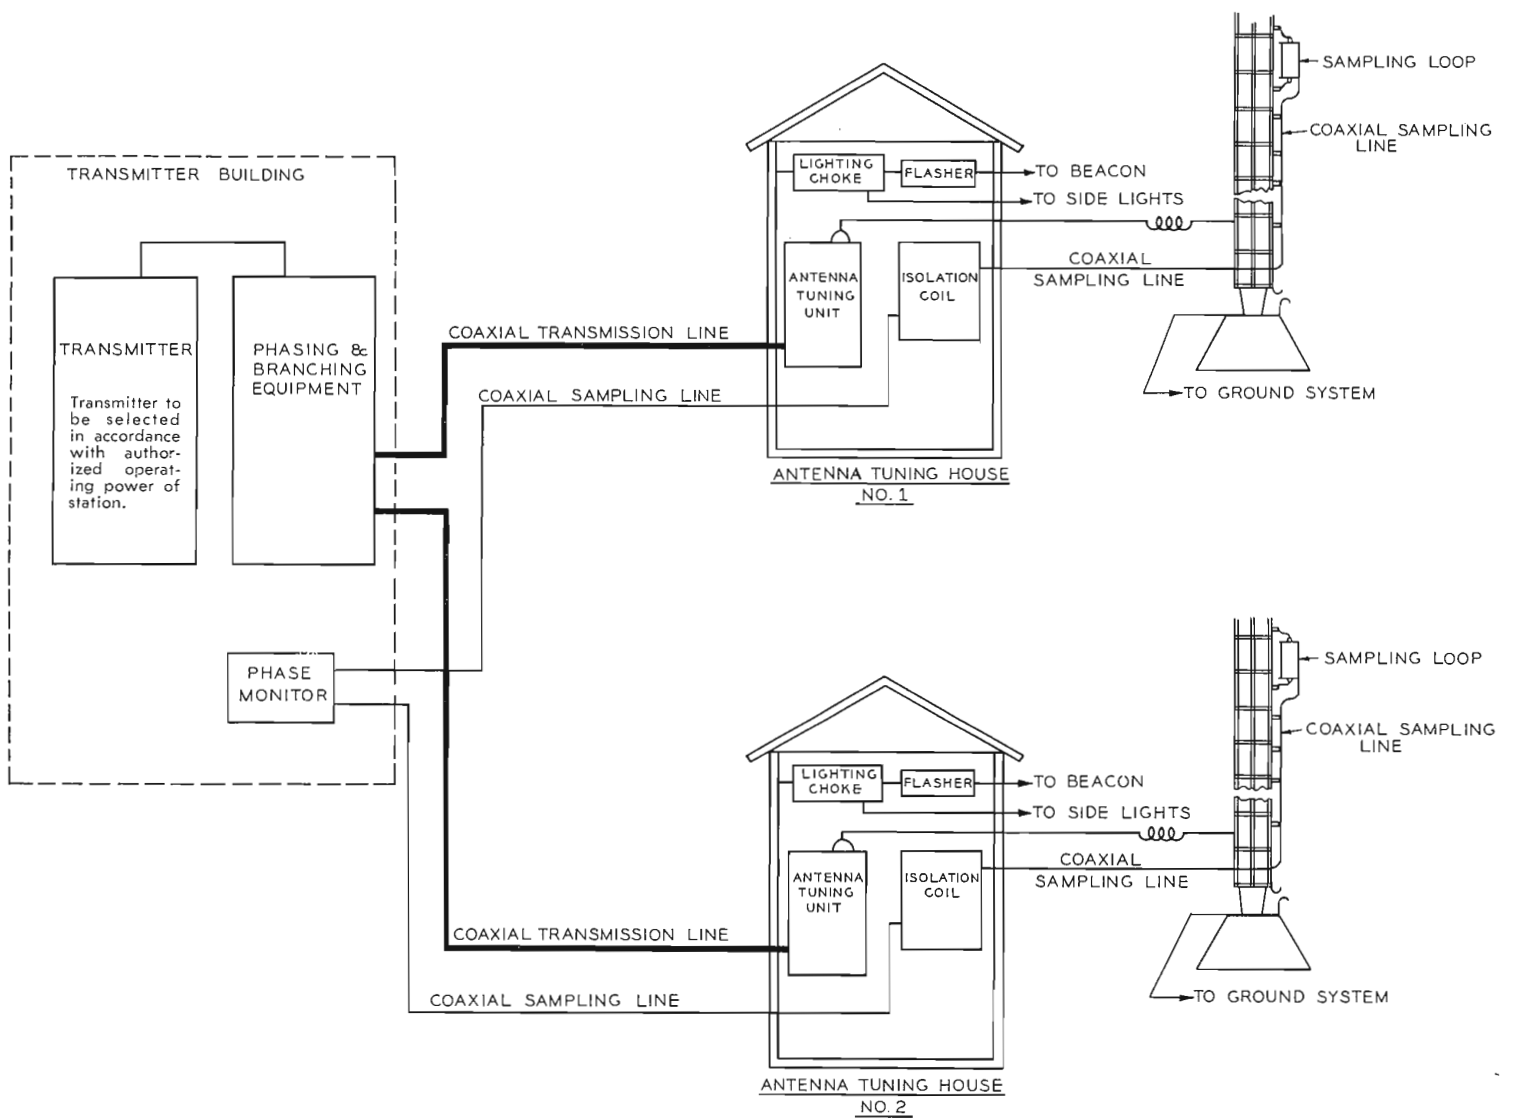 TRANSMITTER BUILDING
TRANSMITTER
Transmitter to
be selected
in accordance
with author-
ized operat-
ing power of
station.
PHASING &
BRANCHING
EQUIPMENT
PHASE
MONITOR
COAXIAL TRANSMISSION LINE
COAXIAL SAMPLING LINE
LIGHTING
CHOKE
FLASHER
TO BEACON
TO SIDE LIGHTS
ANTENNA
TUNING
UNIT
ISOLATION
COIL
COAXIAL
SAMPLING LINE
ANTENNA TUNING HOUSE
NO. 1
SAMPLING LOOP
COAXIAL SAMPLING
LINE
TO GROUND SYSTEM
COAXIAL TRANSMISSION LINE
COAXIAL SAMPLING LINE
LIGHTING
CHOKE
FLASHER
TO BEACON
TO SIDE LIGHTS
ANTENNA
TUNING
UNIT
ISOLATION
COIL
COAXIAL
SAMPLING LINE
ANTENNA TUNING HOUSE
NO. 2
SAMPLING LOOP
COAXIAL SAMPLING
LINE
TO GROUND SYSTEM